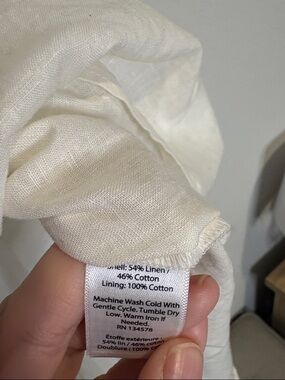 Shell: 54% Linen /
46% Cotton
Lining: 100% Cotton
Machine Wash Cold With
Gentle Cycle. Tumble Dry
Low. Warm Iron If
Needed.
RN 134578
Étoffe extérieure :
54% lin / 46% coton
Doublure : 100%